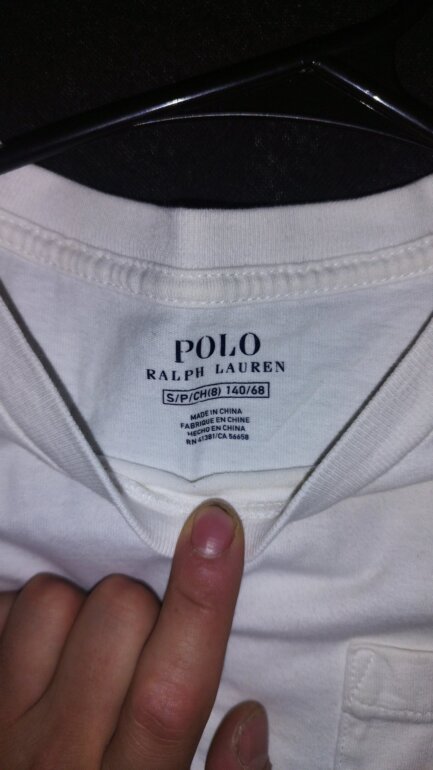 POLO
RALPH LAUREN
S/P/CH(8) 140/68
MADE IN CHINA
FABRIQUE EN CHINE
HECHO EN CHINA
RN 41381/CA 56658